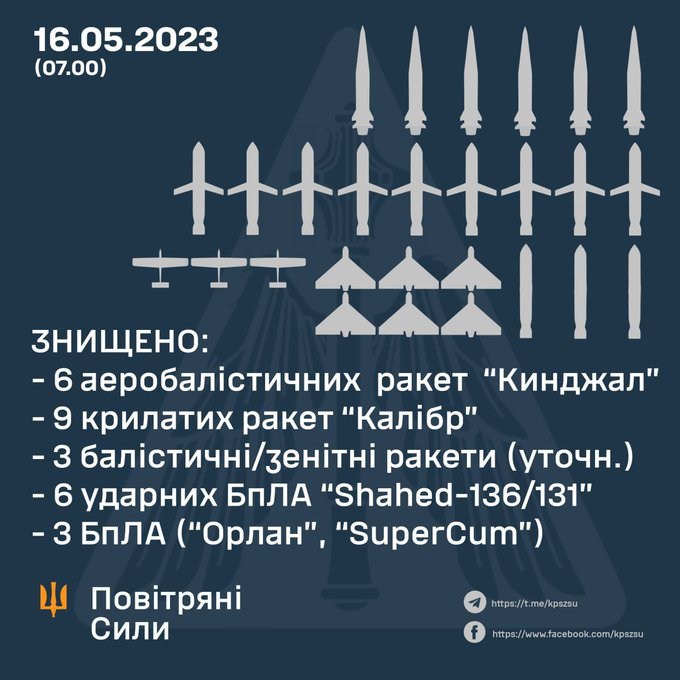 16.05.2023
(07.00)
ЗНИЩЕНО:
- 6 аеробалістичних ракет “Кинджал”
- 9 крилатих ракет “Калібр”
- 3 балістичні/зенітні ракети (уточн.)
- 6 ударних БпЛА “Shahed-136/131”
- 3 БпЛА (“Орлан”, “SuperCum”)
Повітряні
Сили
https://t.me/kpszsu
https://www.facebook.com/kpszsu